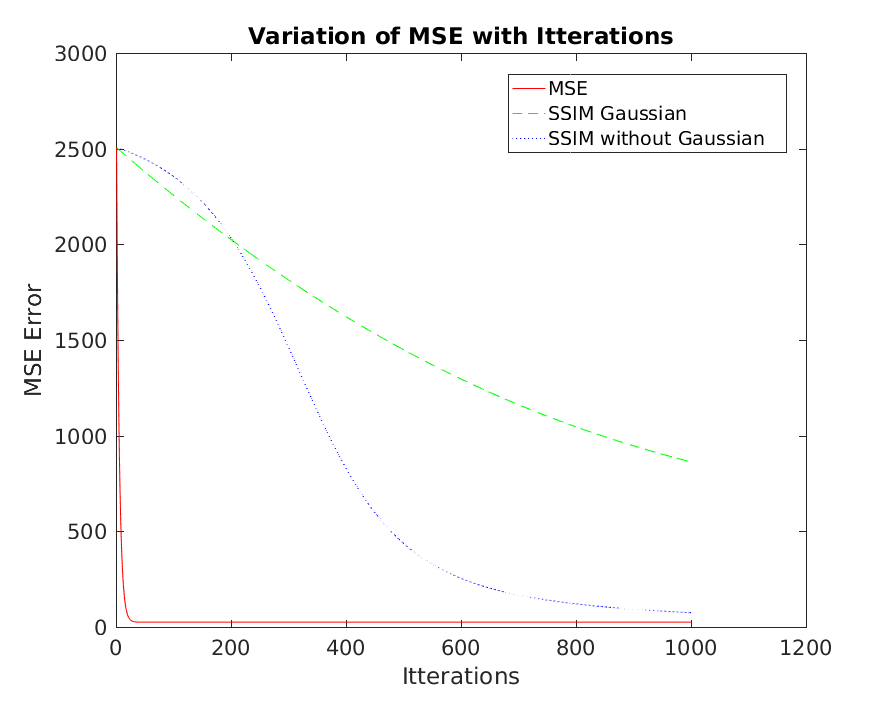 Variation of MSE with Itterations
3000
2500
2000
1500
1000
500
0
MSE Error
MSE
SSIM Gaussian
SSIM without Gaussian
0 200 400 600 800 1000 1200
Itterations